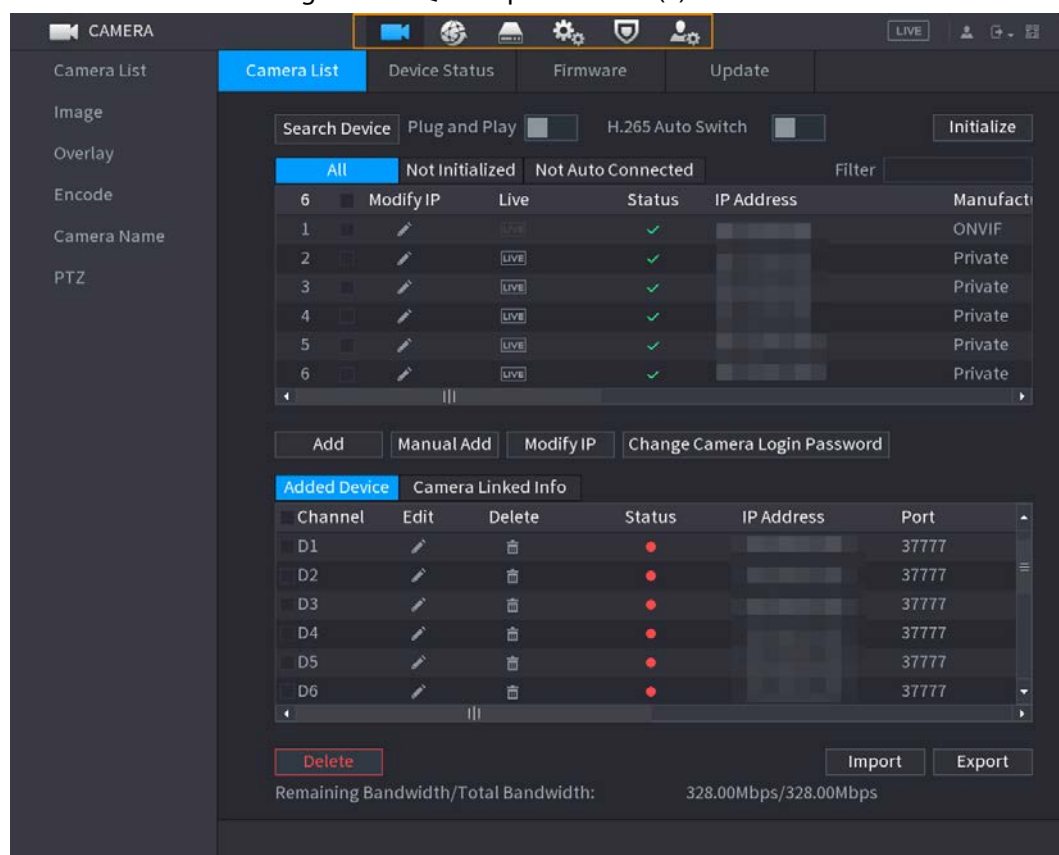 CAMERA LIVE
Camera List Camera List Device Status Firmware Update
Image
Search Device Plug and Play H.265 Auto Switch Initialize
Overlay
All Not Initialized Not Auto Connected Filter
Encode
6 Modify IP Live Status IP Address Manufact
Camera Name
1 LIVE ONVIF
2 LIVE Private
PTZ
3 LIVE Private
4 LIVE Private
5 LIVE Private
6 LIVE Private
Add Manual Add Modify IP Change Camera Login Password
Added Device Camera Linked Info
Channel Edit Delete Status IP Address Port
D1 37777
D2 37777
D3 37777
D4 37777
D5 37777
D6 37777
Delete Import Export
Remaining Bandwidth/Total Bandwidth: 328.00Mbps/328.00Mbps